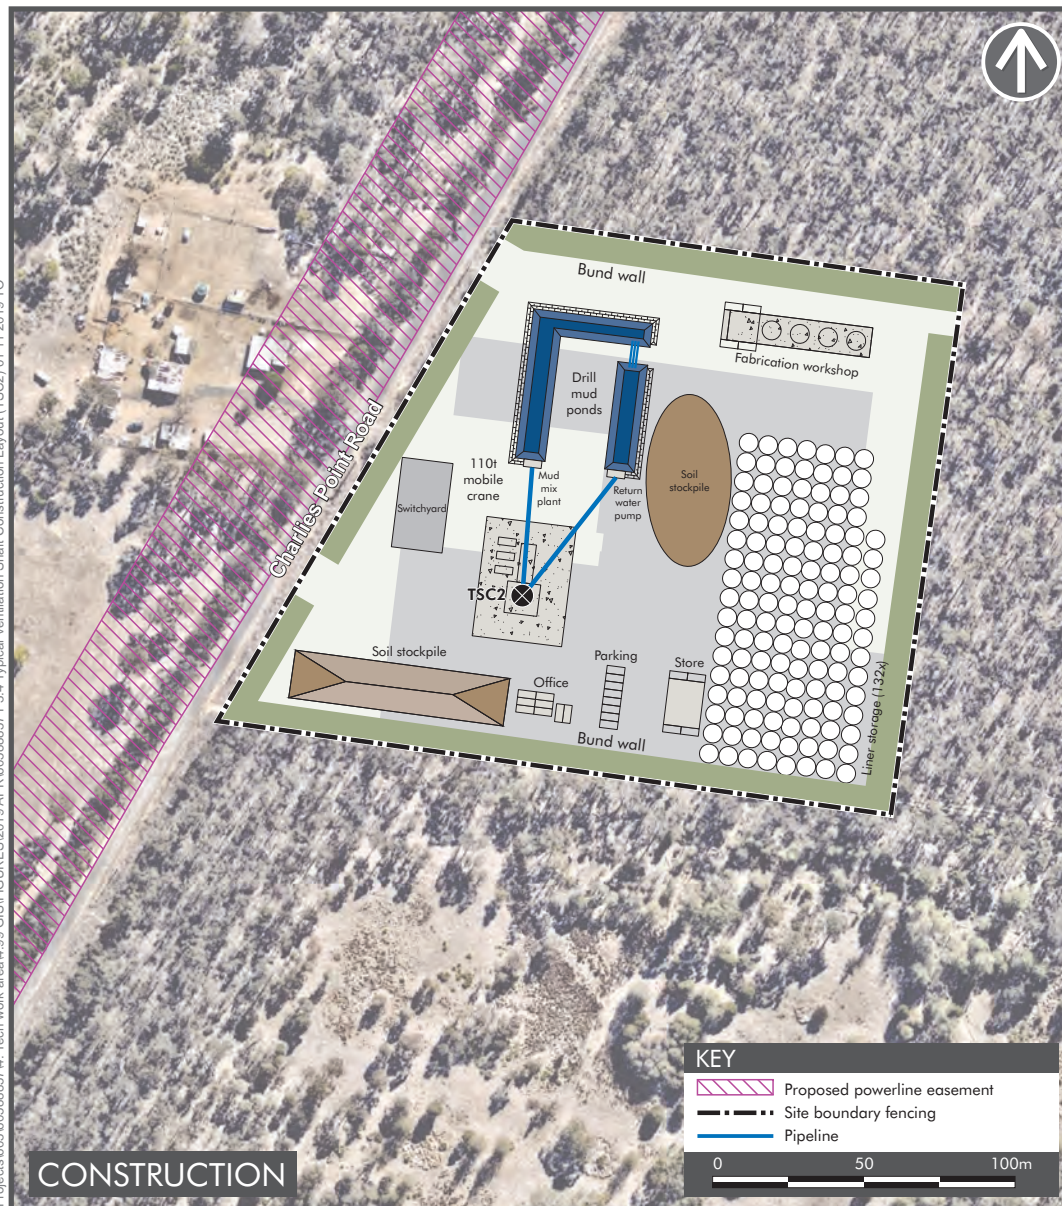 Bund wall
Fabrication workshop
Drill
mud
ponds
Charlies Point Road
110t
mobile
crane
Mud
mix
plant
Return
water
pump
Soil
stockpile
Switchyard
TSC2
Soil stockpile
Office
Parking
Store
Bund wall
Liner storage (132x)
KEY
Proposed powerline easement
Site boundary fencing
Pipeline
0 50 100m
CONSTRUCTION